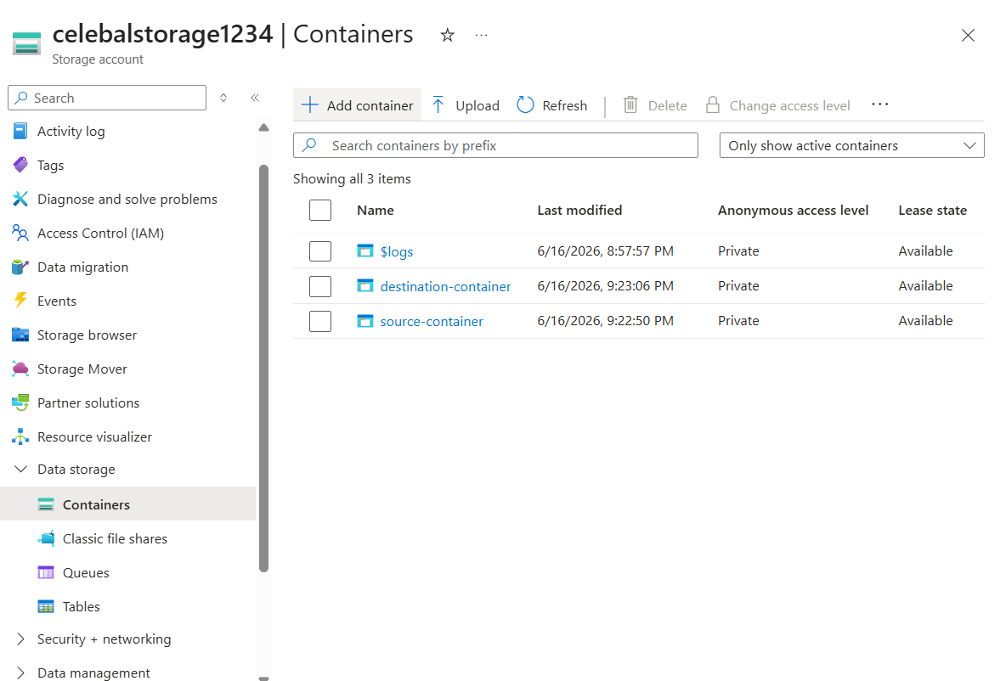 celebalstorage1234 | Containers ...
Storage account
Search
Activity log
Tags
Diagnose and solve problems
Access Control (IAM)
Data migration
Events
Storage browser
Storage Mover
Partner solutions
Resource visualizer
Data storage
Containers
Classic file shares
Queues
Tables
Security + networking
Data management
Add container Upload Refresh | Delete Change access level ...
Search containers by prefix Only show active containers
Showing all 3 items
Name Last modified Anonymous access level Lease state
$logs 6/16/2026, 8:57:57 PM Private Available
destination-container 6/16/2026, 9:23:06 PM Private Available
source-container 6/16/2026, 9:22:50 PM Private Available